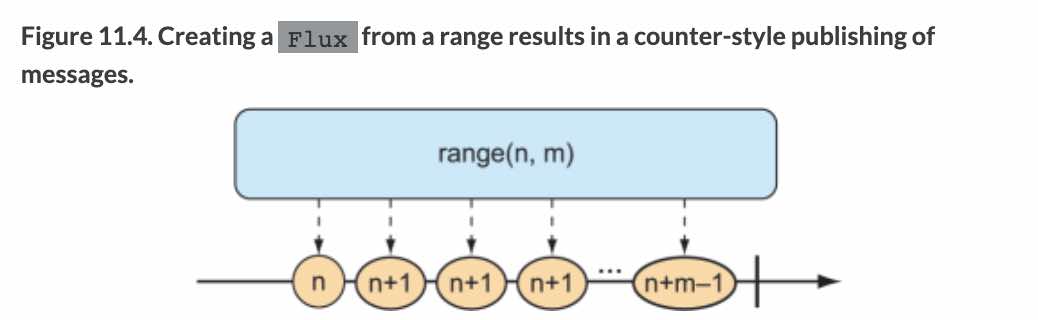 Figure 11.4. Creating a Flux from a range results in a counter-style publishing of
messages.
range(n, m)
n n+1 n+1 n+1 ... n+m–1